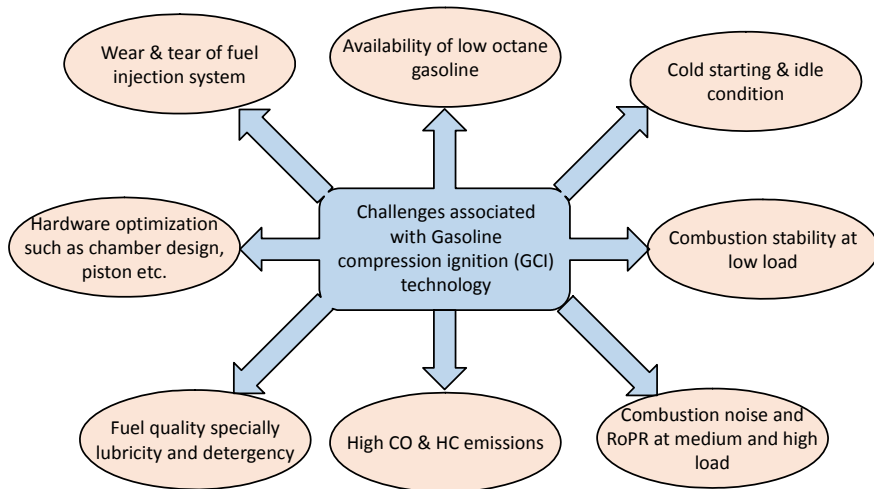 Wear & tear of fuel
injection system
Availability of low octane
gasoline
Cold starting & idle
condition
Hardware optimization
such as chamber design,
piston etc.
Challenges associated
with Gasoline
compression ignition (GCI)
technology
Combustion stability at
low load
Fuel quality specially
lubricity and detergency
High CO & HC emissions
Combustion noise and
RoPR at medium and high
load